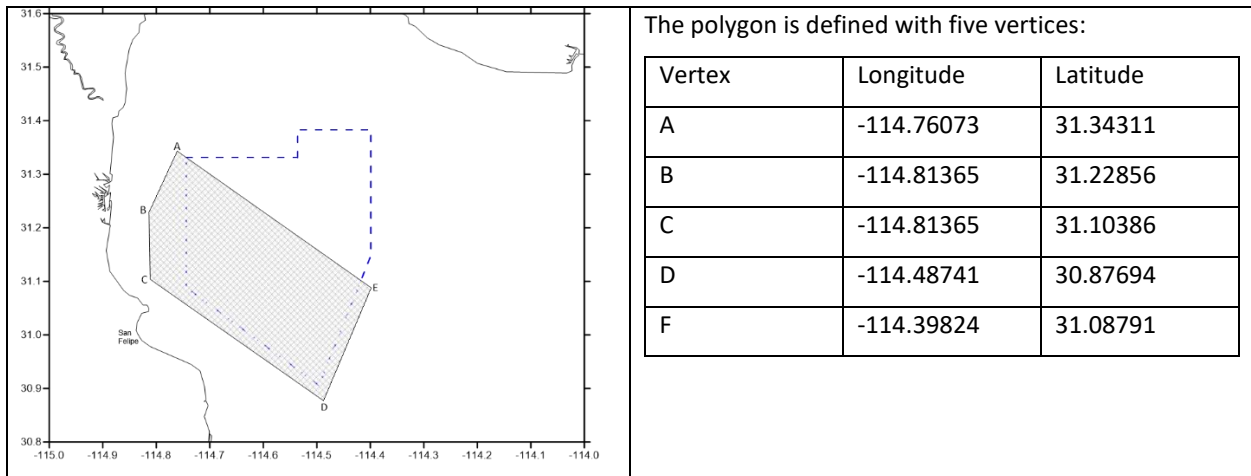 31.6
31.5
31.4
31.3
31.2
31.1
31.0
30.9
30.8
A
B
C
E
D
San
Felipe
-115.0 -114.9 -114.8 -114.7 -114.6 -114.5 -114.4 -114.3 -114.2 -114.1 -114.0
The polygon is defined with five vertices:
Vertex Longitude Latitude
A -114.76073 31.34311
B -114.81365 31.22856
C -114.81365 31.10386
D -114.48741 30.87694
F -114.39824 31.08791